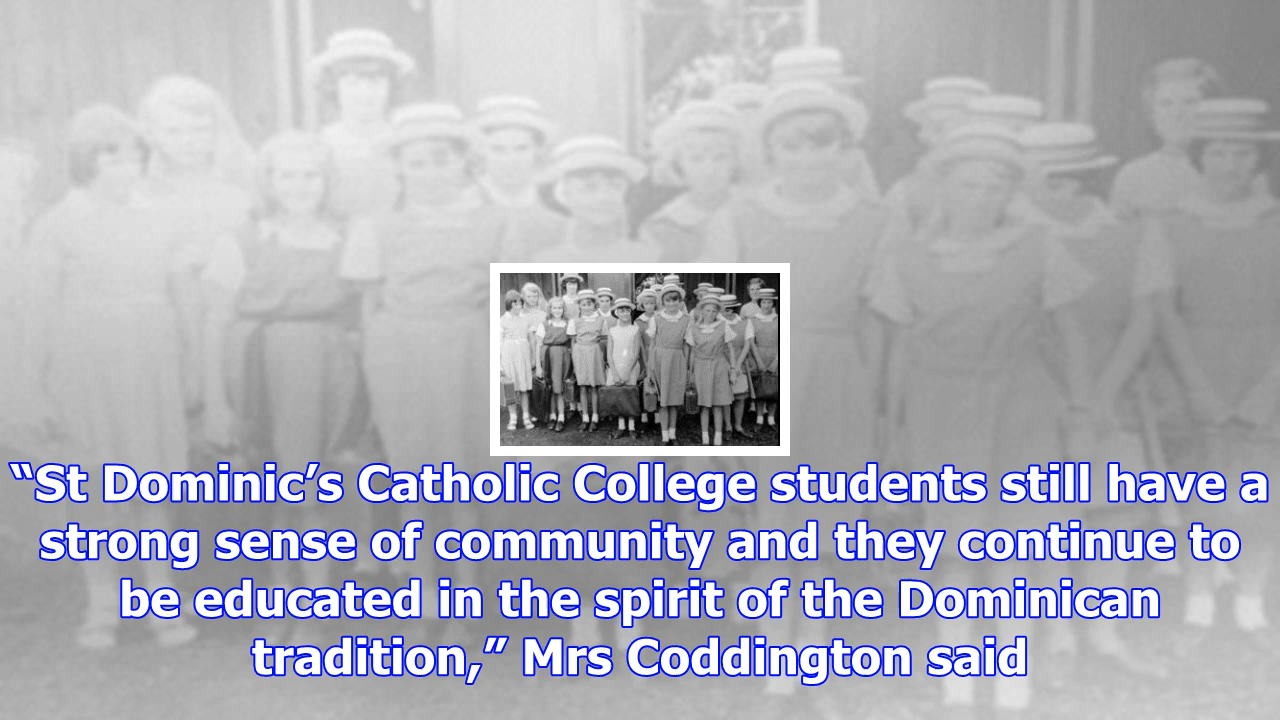 “St Dominic’s Catholic College students still have a
strong sense of community and they continue to
be educated in the spirit of the Dominican
tradition,” Mrs Coddington said